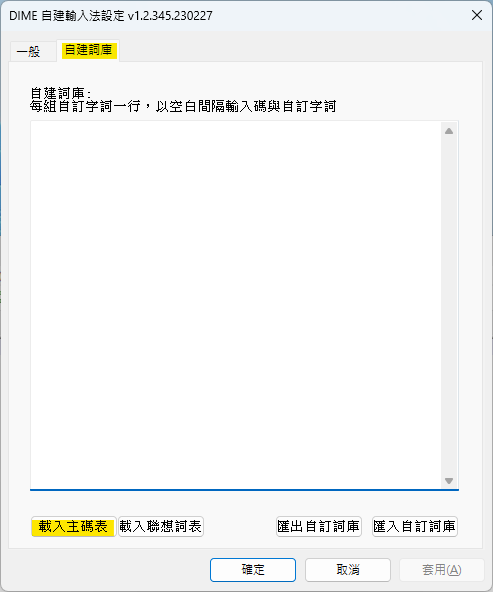 DIME 自建輸入法設定 v1.2.345.230227
一般
自建詞庫
自建詞庫:
每組自訂字詞一行，以空白間隔輸入碼與自訂字詞
載入主碼表
載入聯想詞表
匯出自訂詞庫
匯入自訂詞庫
確定
取消
套用(A)